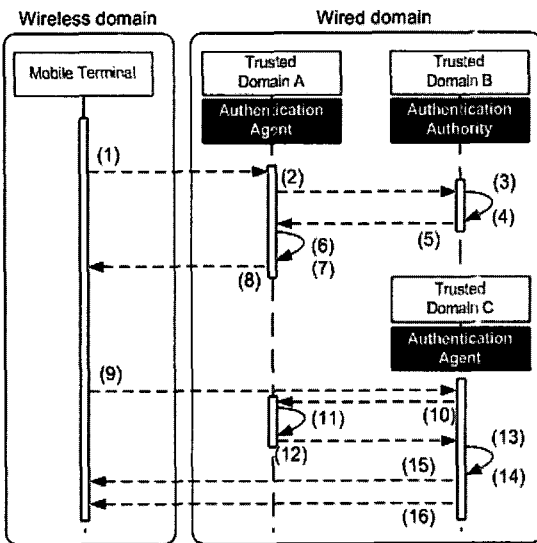 Wireless domain
Wired domain
Mobile Terminal
Trusted
Domain A
Authentication
Agent
Trusted
Domain B
Authentication
Authority
(1)
(2)
(3)
(4)
(5)
(6)
(7)
(8)
Trusted
Domain C
Authentication
Agent
(9)
(10)
(11)
(12)
(13)
(14)
(15)
(16)